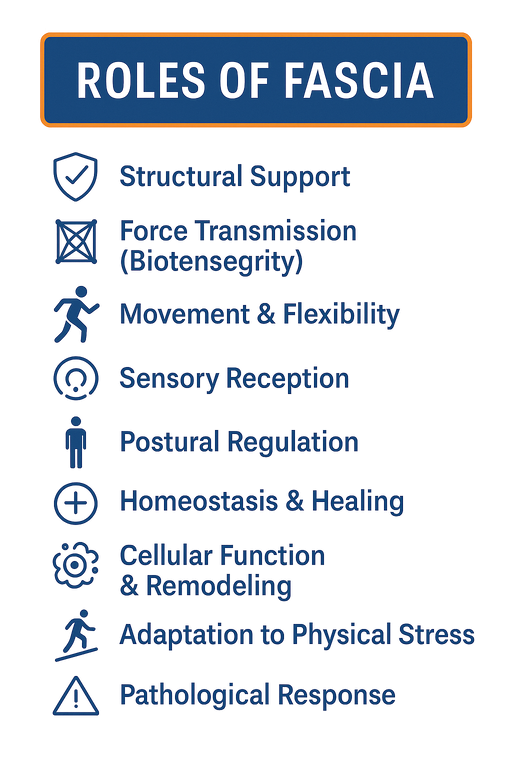 ROLES OF FASCIA
Structural Support
Force Transmission
(Biotensegrity)
Movement & Flexibility
Sensory Reception
Postural Regulation
Homeostasis & Healing
Cellular Function
& Remodeling
Adaptation to Physical Stress
Pathological Response